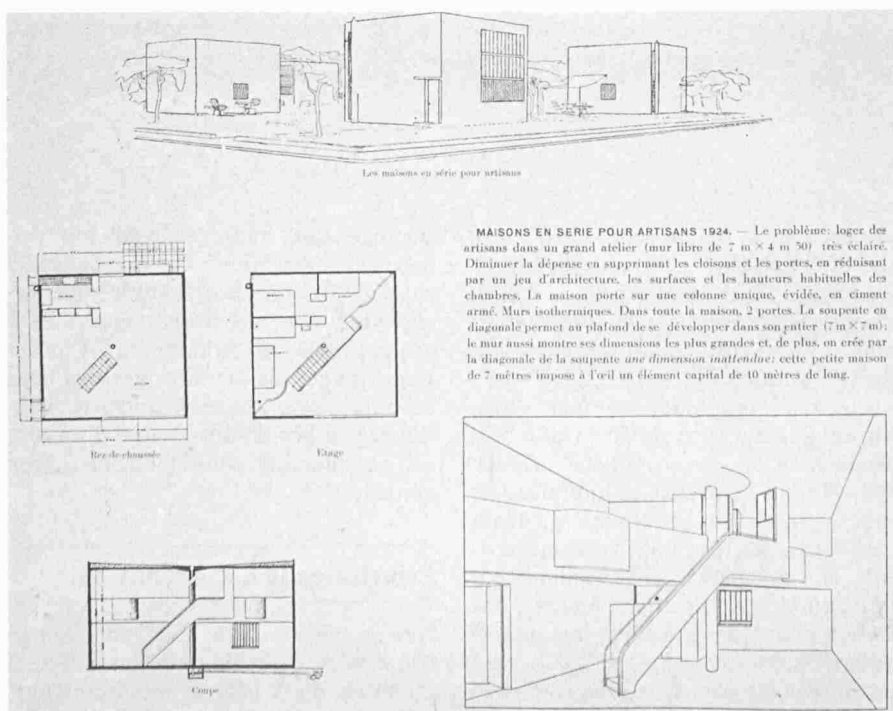 Les maisons en série pour artisans
MAISONS EN SERIE POUR ARTISANS 1924. — Le problème: loger des
artisans dans un grand atelier (mur libre de 7 m × 4 m 50) très éclairé.
Diminuer la dépense en supprimant les cloisons et les portes, en réduisant
par un jeu d'architecture, les surfaces et les hauteurs habituelles des
chambres. La maison porte sur une colonne unique, évidée, en ciment
armé. Murs isothermiques. Dans toute la maison, 2 portes. La soupente en
diagonale permet au plafond de se développer dans son entier (7 m × 7 m);
le mur aussi montre ses dimensions les plus grandes et, de plus, on crée par
la diagonale de la soupente une dimension inattendue: cette petite maison
de 7 mètres impose à l'œil un élément capital de 10 mètres de long.
Rez-de-chaussée
Etage
Coupe